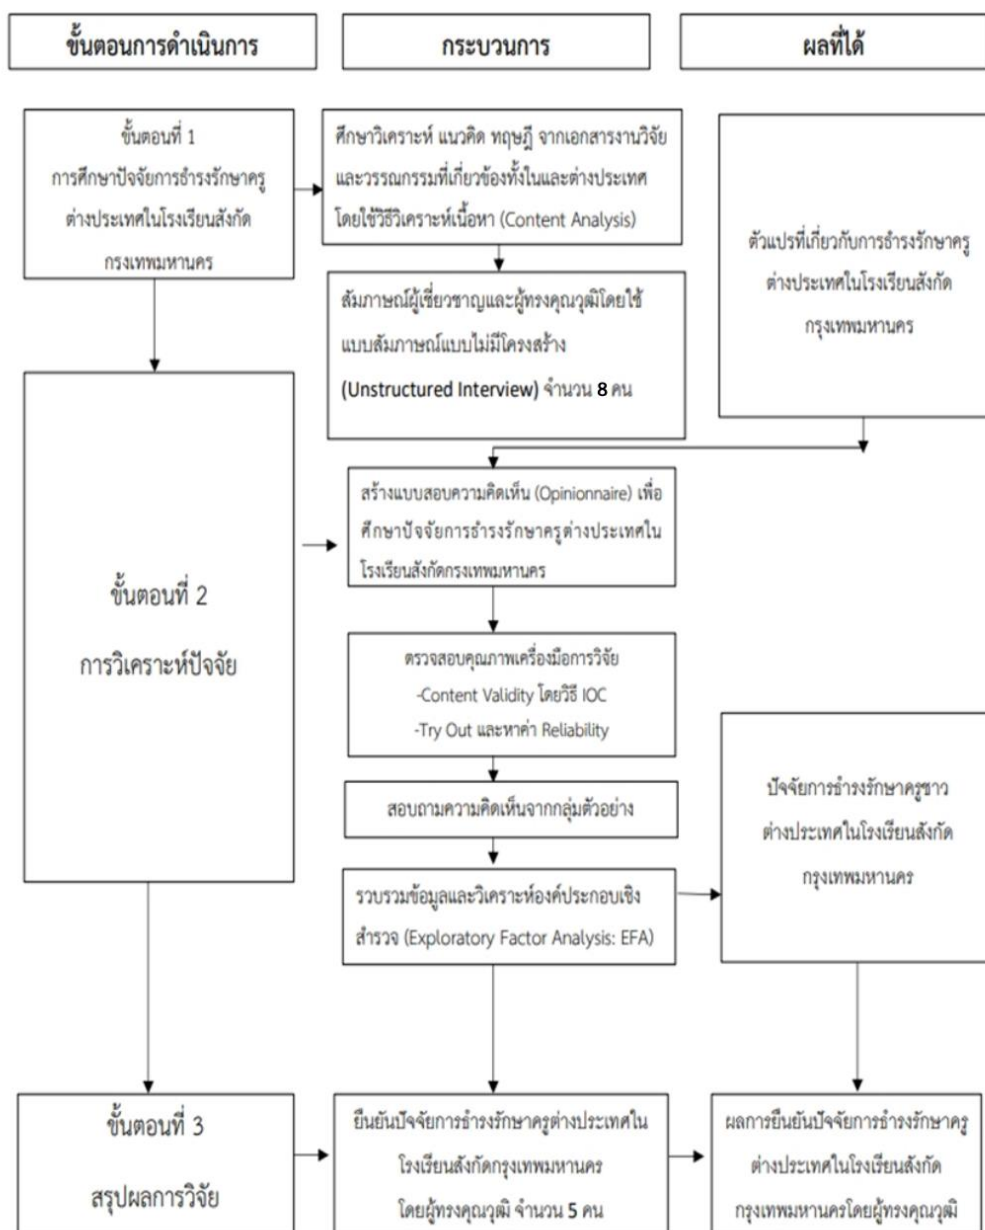 ขั้นตอนการดำเนินการ
กระบวนการ
ผลที่ได้
ขั้นตอนที่ 1
การศึกษาปัจจัยการธำรงรักษาครู
ต่างประเทศในโรงเรียนสังกัด
กรุงเทพมหานคร
ศึกษาวิเคราะห์ แนวคิด ทฤษฎี จากเอกสารงานวิจัย
และวรรณกรรมที่เกี่ยวข้องทั้งในและต่างประเทศ
โดยใช้วิธีวิเคราะห์เนื้อหา (Content Analysis)
สัมภาษณ์ผู้เชี่ยวชาญและผู้ทรงคุณวุฒิโดยใช้
แบบสัมภาษณ์แบบไม่มีโครงสร้าง
(Unstructured Interview) จำนวน 8 คน
ตัวแปรที่เกี่ยวกับการธำรงรักษาครู
ต่างประเทศในโรงเรียนสังกัด
กรุงเทพมหานคร
ขั้นตอนที่ 2
การวิเคราะห์ปัจจัย
สร้างแบบสอบความคิดเห็น (Opinionnaire) เพื่อ
ศึกษาปัจจัยการธำรงรักษาครูต่างประเทศใน
โรงเรียนสังกัดกรุงเทพมหานคร
ตรวจสอบคุณภาพเครื่องมือการวิจัย
-Content Validity โดยวิธี IOC
-Try Out และหาค่า Reliability
สอบถามความคิดเห็นจากกลุ่มตัวอย่าง
รวบรวมข้อมูลและวิเคราะห์องค์ประกอบเชิง
สำรวจ (Exploratory Factor Analysis: EFA)
ปัจจัยการธำรงรักษาครูชาว
ต่างประเทศในโรงเรียนสังกัด
กรุงเทพมหานคร
ขั้นตอนที่ 3
สรุปผลการวิจัย
ยืนยันปัจจัยการธำรงรักษาครูต่างประเทศใน
โรงเรียนสังกัดกรุงเทพมหานคร
โดยผู้ทรงคุณวุฒิ จำนวน 5 คน
ผลการยืนยันปัจจัยการธำรงรักษาครู
ต่างประเทศในโรงเรียนสังกัด
กรุงเทพมหานครโดยผู้ทรงคุณวุฒิ